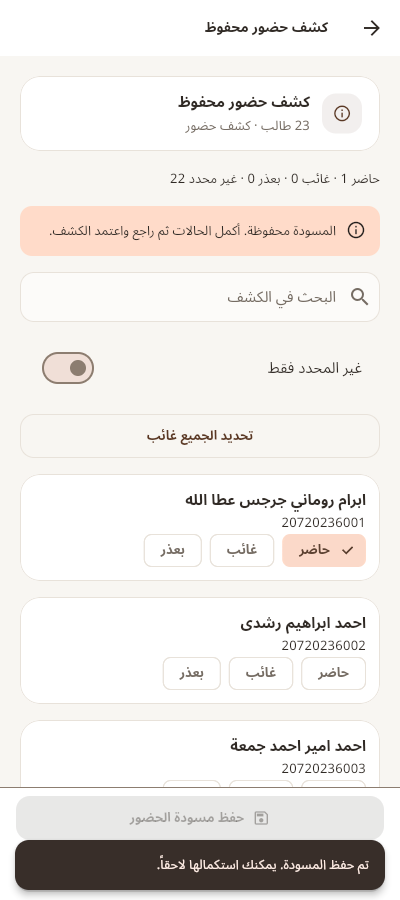 كشف حضور محفوظ
كشف حضور محفوظ
23 طالب · كشف حضور
حاضر 1 · غائب 0 · بعذر 0 · غير محدد 22
المسودة محفوظة. أكمل الحالات ثم راجع واعتمد الكشف.
البحث في الكشف
غير المحدد فقط
تحديد الجميع غائب
ابرام روماني جرجس عطا الله
20720236001
حاضر غائب بعذر
احمد ابراهيم رشدى
20720236002
حاضر غائب بعذر
احمد امير احمد جمعة
20720236003
حفظ مسودة الحضور
تم حفظ المسودة. يمكنك استكمالها لاحقاً.